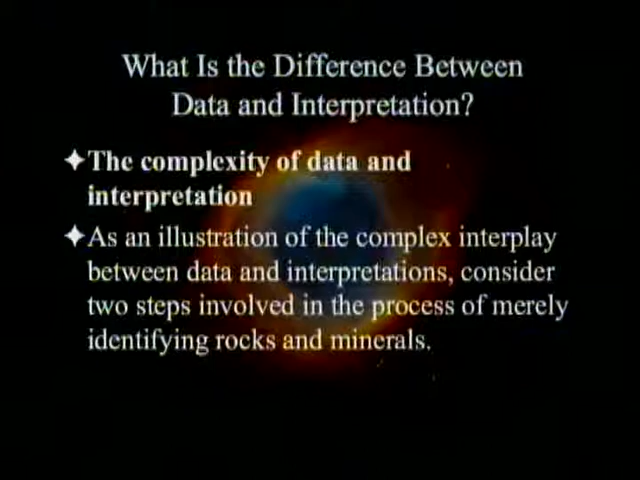 What Is the Difference Between
Data and Interpretation?
The complexity of data and
interpretation
As an illustration of the complex interplay
between data and interpretations, consider
two steps involved in the process of merely
identifying rocks and minerals.